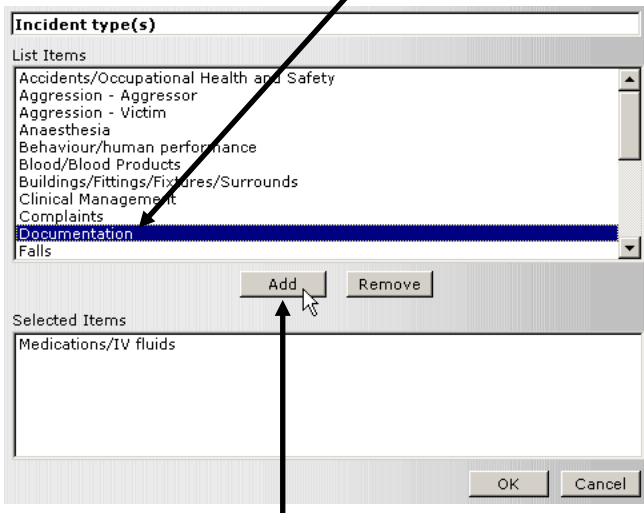 Incident type(s)
List Items
Accidents/Occupational Health and Safety
Aggression - Aggressor
Aggression - Victim
Anaesthesia
Behaviour/human performance
Blood/Blood Products
Buildings/Fittings/Fixtures/Surrounds
Clinical Management
Complaints
Documentation
Falls
Add Remove
Selected Items
Medications/IV fluids
OK Cancel